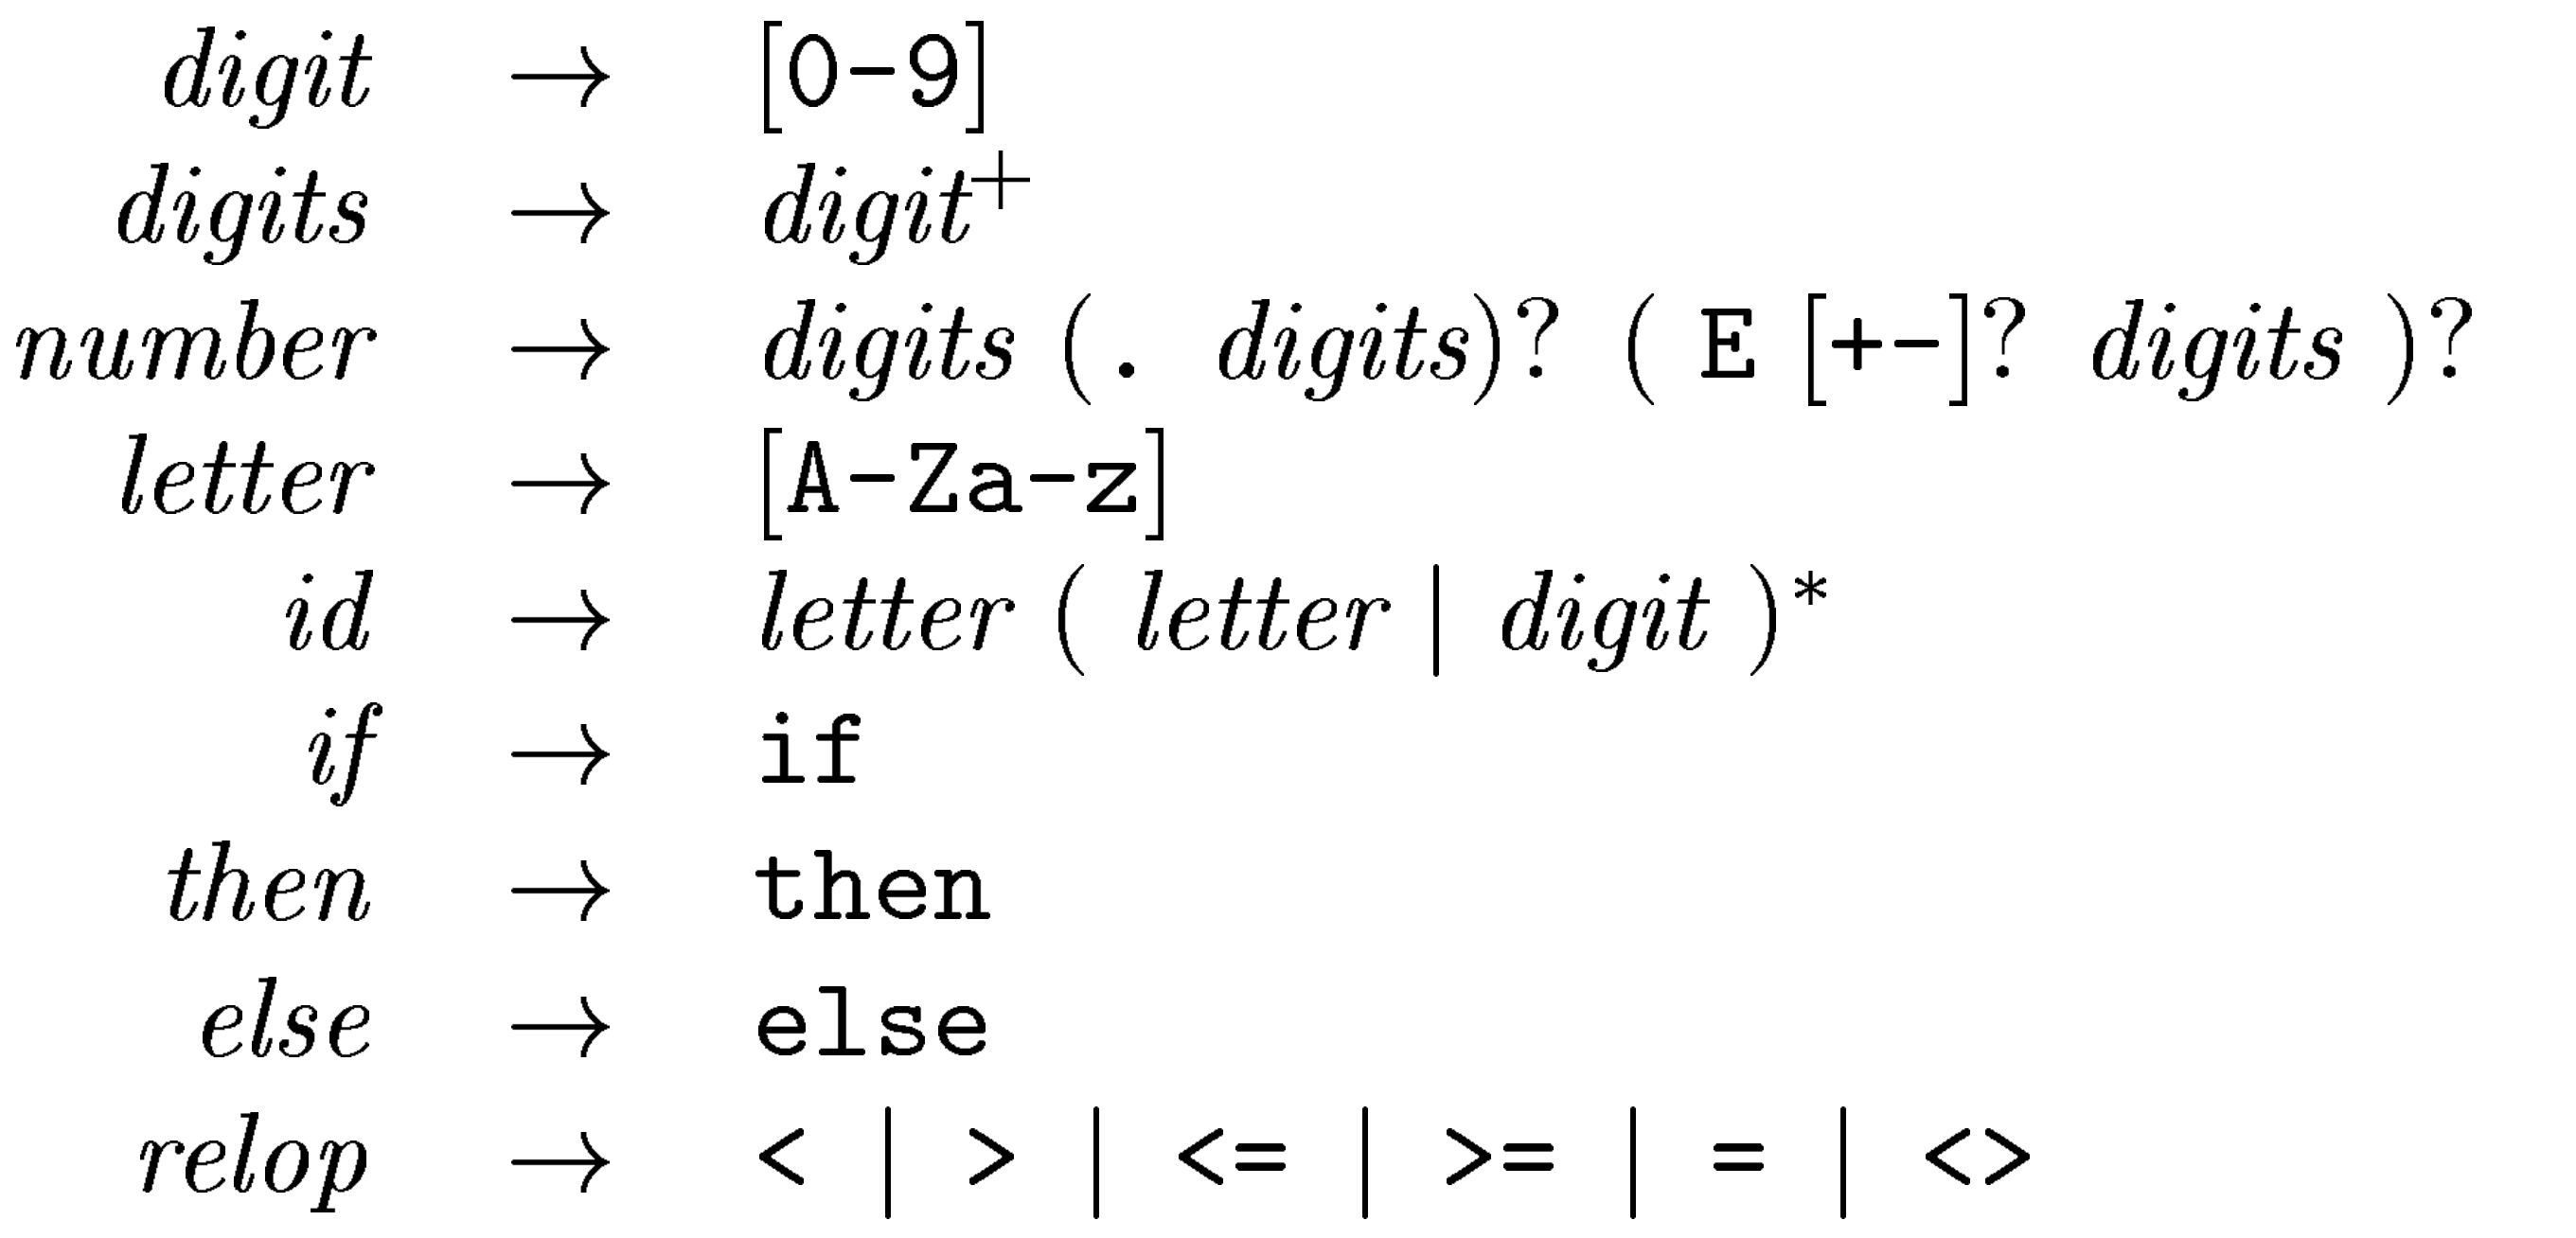 digit → [0-9]
digits → digit⁺
number → digits (. digits)? ( E [+-]? digits )?
letter → [A-Za-z]
id → letter ( letter | digit )*
if → if
then → then
else → else
relop → < | > | <= | >= | = | <>